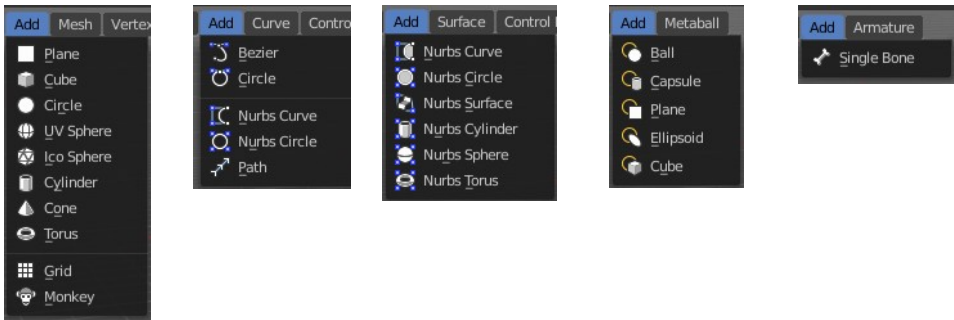 Add Mesh Vertex
Plane
Cube
Circle
UV Sphere
Ico Sphere
Cylinder
Cone
Torus
Grid
Monkey
Add Curve Contro
Bezier
Circle
Nurbs Curve
Nurbs Circle
Path
Add Surface Control
Nurbs Curve
Nurbs Circle
Nurbs Surface
Nurbs Cylinder
Nurbs Sphere
Nurbs Torus
Add Metaball
Ball
Capsule
Plane
Ellipsoid
Cube
Add Armature
Single Bone